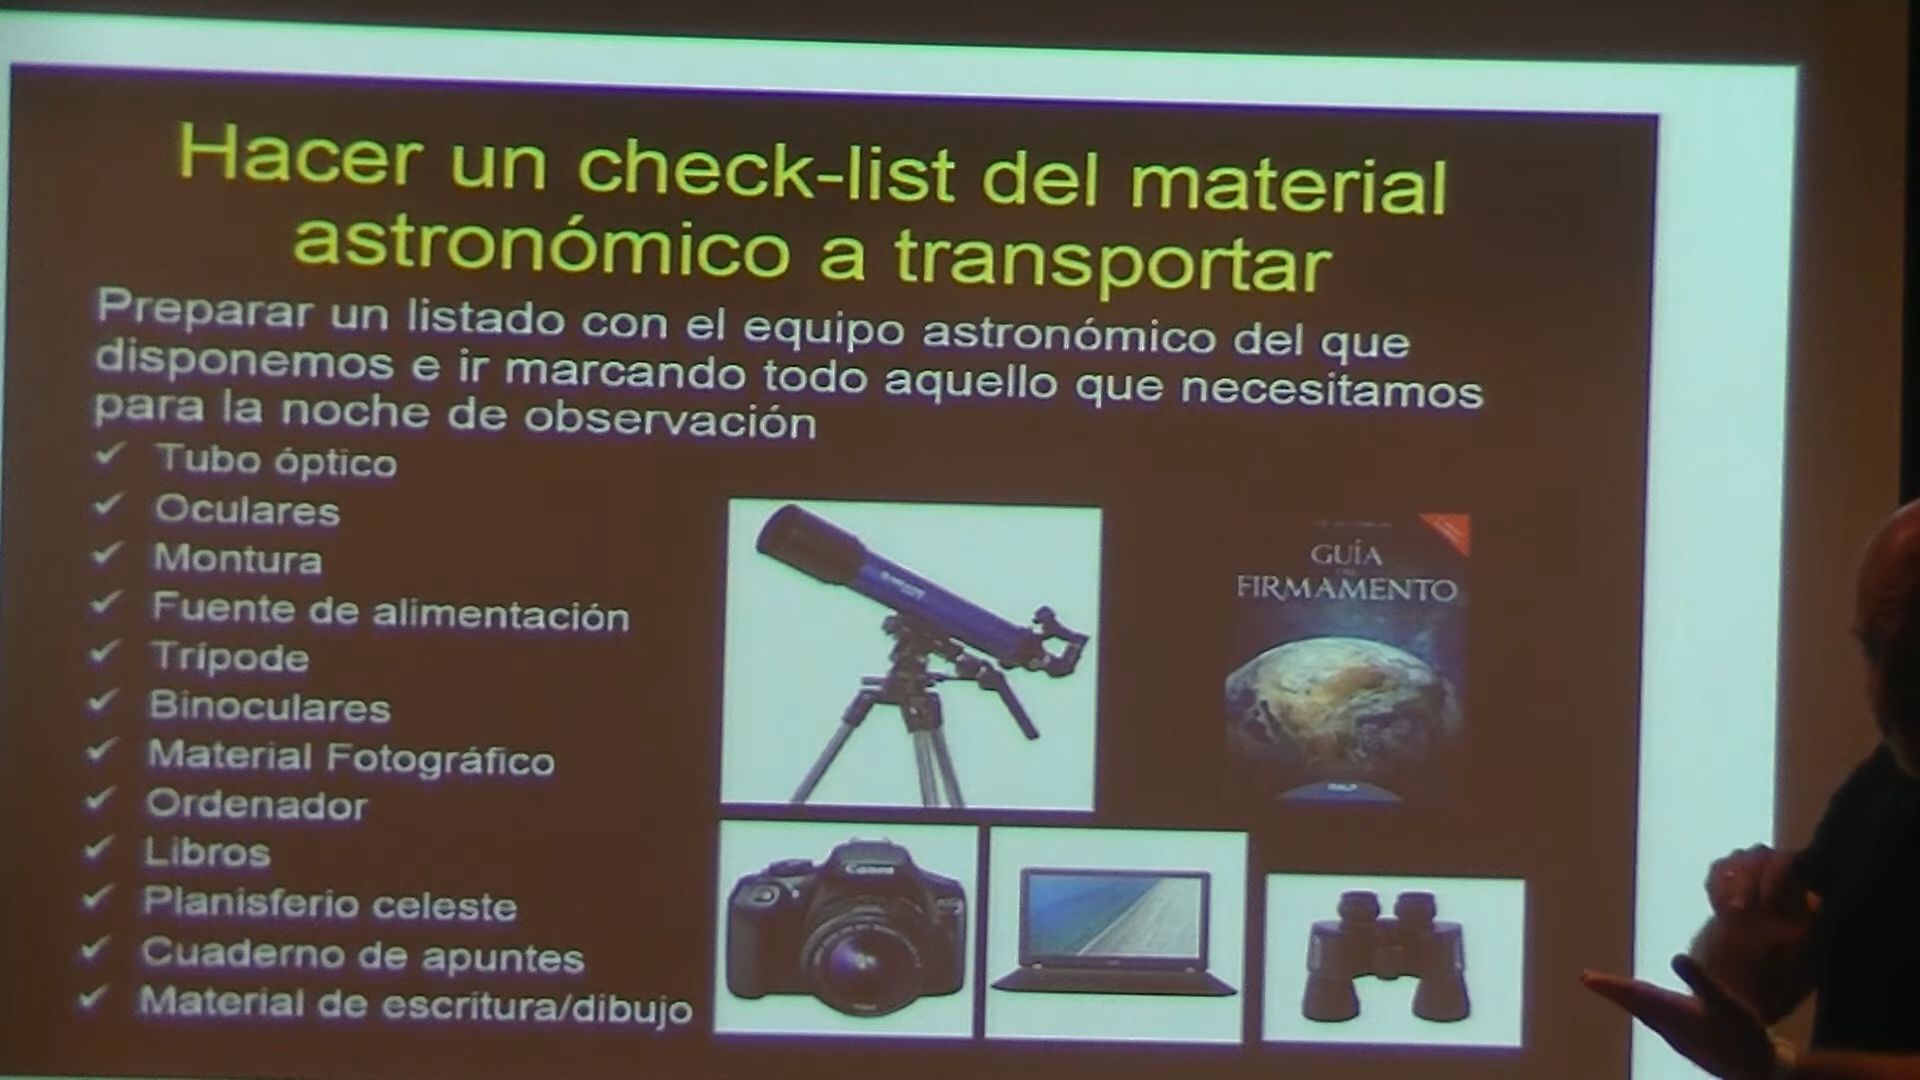 Hacer un check-list del material
astronómico a transportar
Preparar un listado con el equipo astronómico del que
disponemos e ir marcando todo aquello que necesitamos
para la noche de observación
✓ Tubo óptico
✓ Oculares
✓ Montura
✓ Fuente de alimentación
✓ Trípode
✓ Binoculares
✓ Material Fotográfico
✓ Ordenador
✓ Libros
✓ Planisferio celeste
✓ Cuaderno de apuntes
✓ Material de escritura/dibujo
GUÍA
FIRMAMENTO
Canon